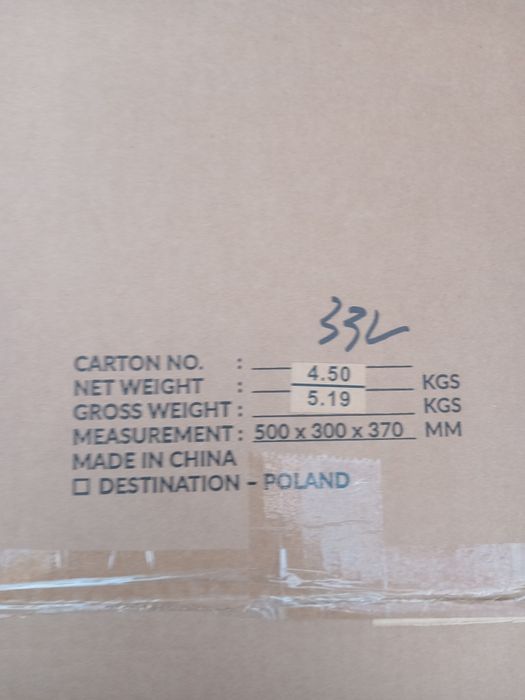 332
CARTON NO. :
NET WEIGHT : 4.50 KGS
GROSS WEIGHT : 5.19 KGS
MEASUREMENT : 500 x 300 x 370 MM
MADE IN CHINA
☐ DESTINATION - POLAND